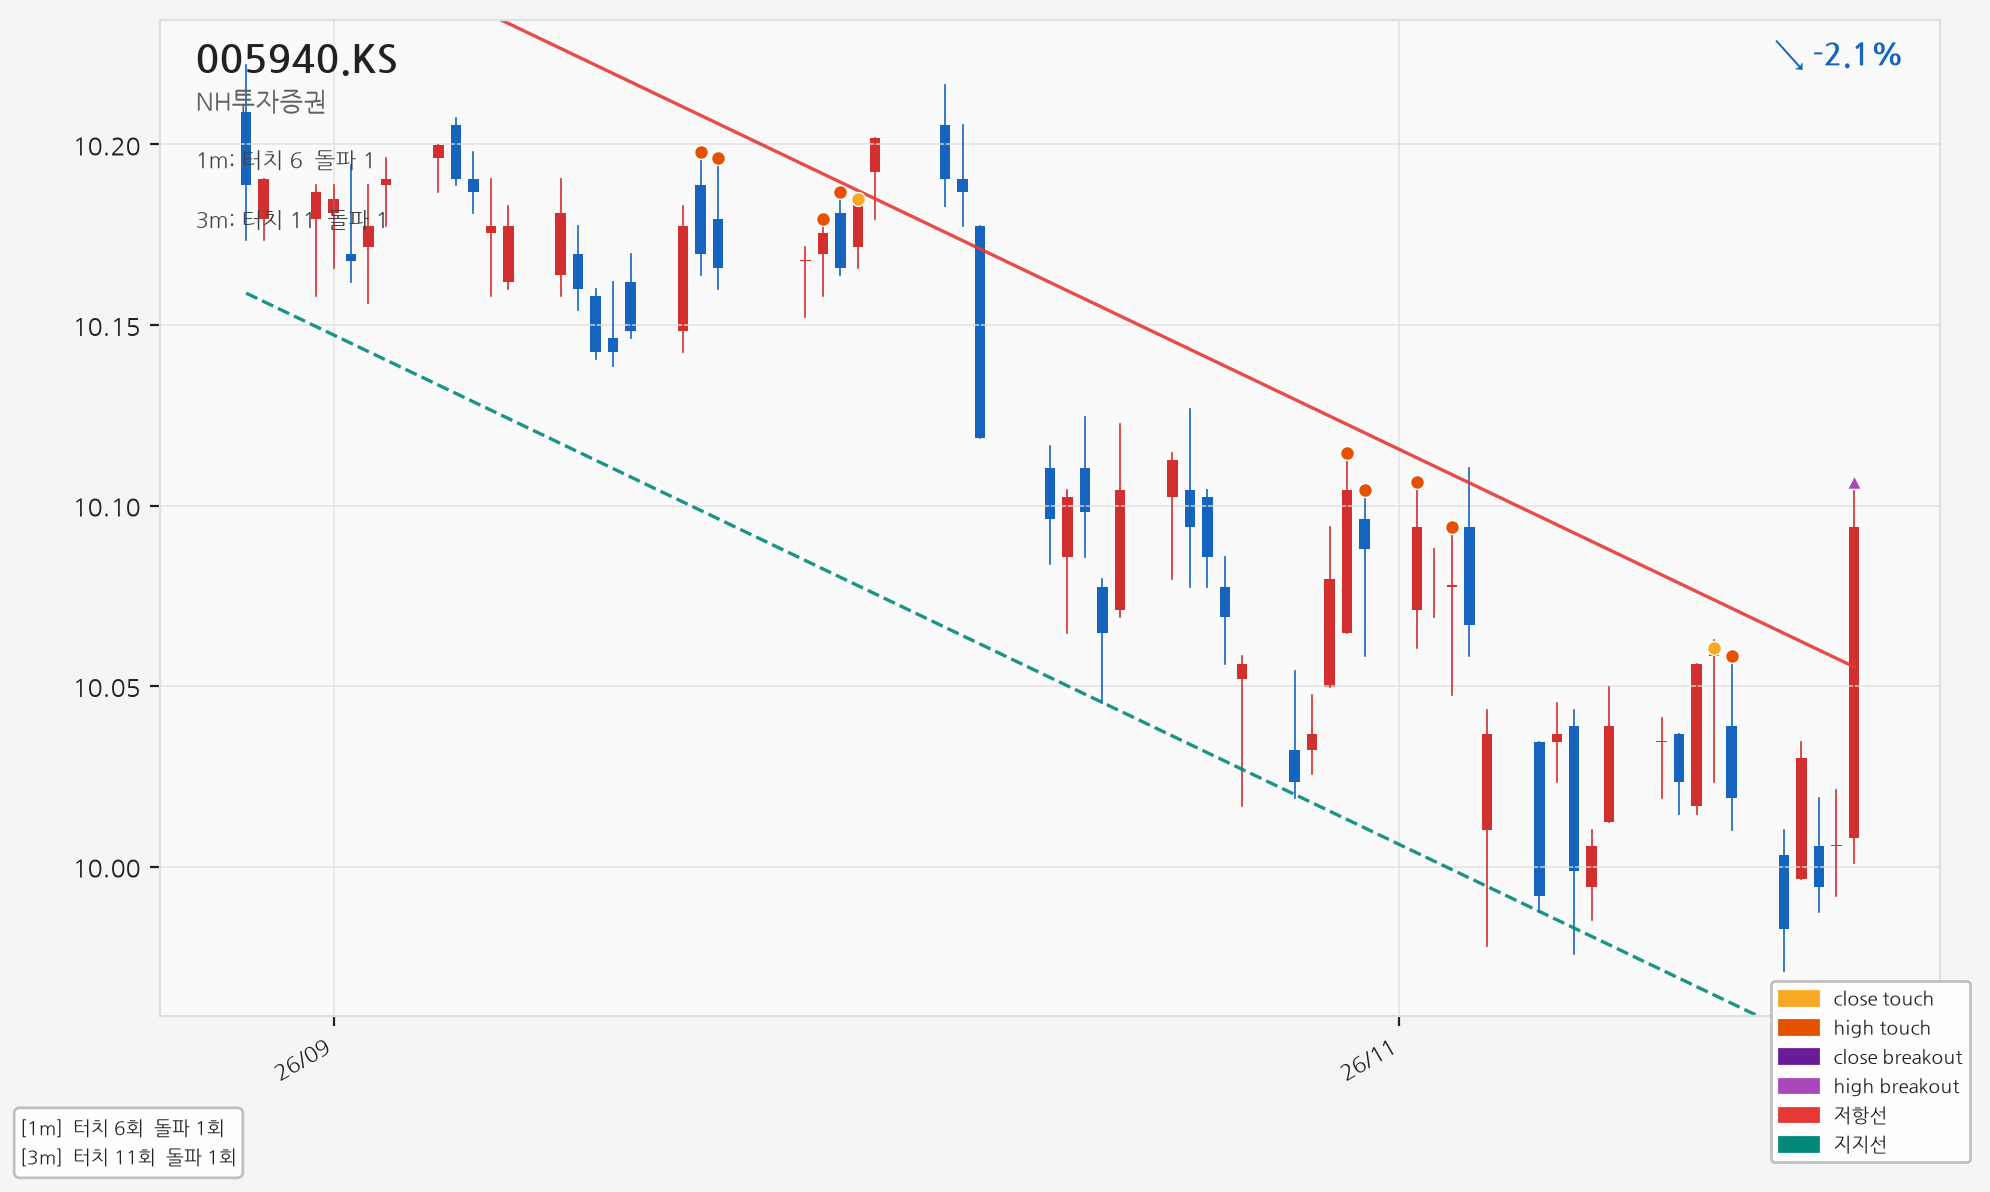 005940.KS
NH투자증권
-2.1%
1m: 터치 6 돌파 1
3m: 터치 11 돌파 1
10.20
10.15
10.10
10.05
10.00
26/09
26/11
close touch
high touch
close breakout
high breakout
저항선
지지선
[1m] 터치 6회 돌파 1회
[3m] 터치 11회 돌파 1회